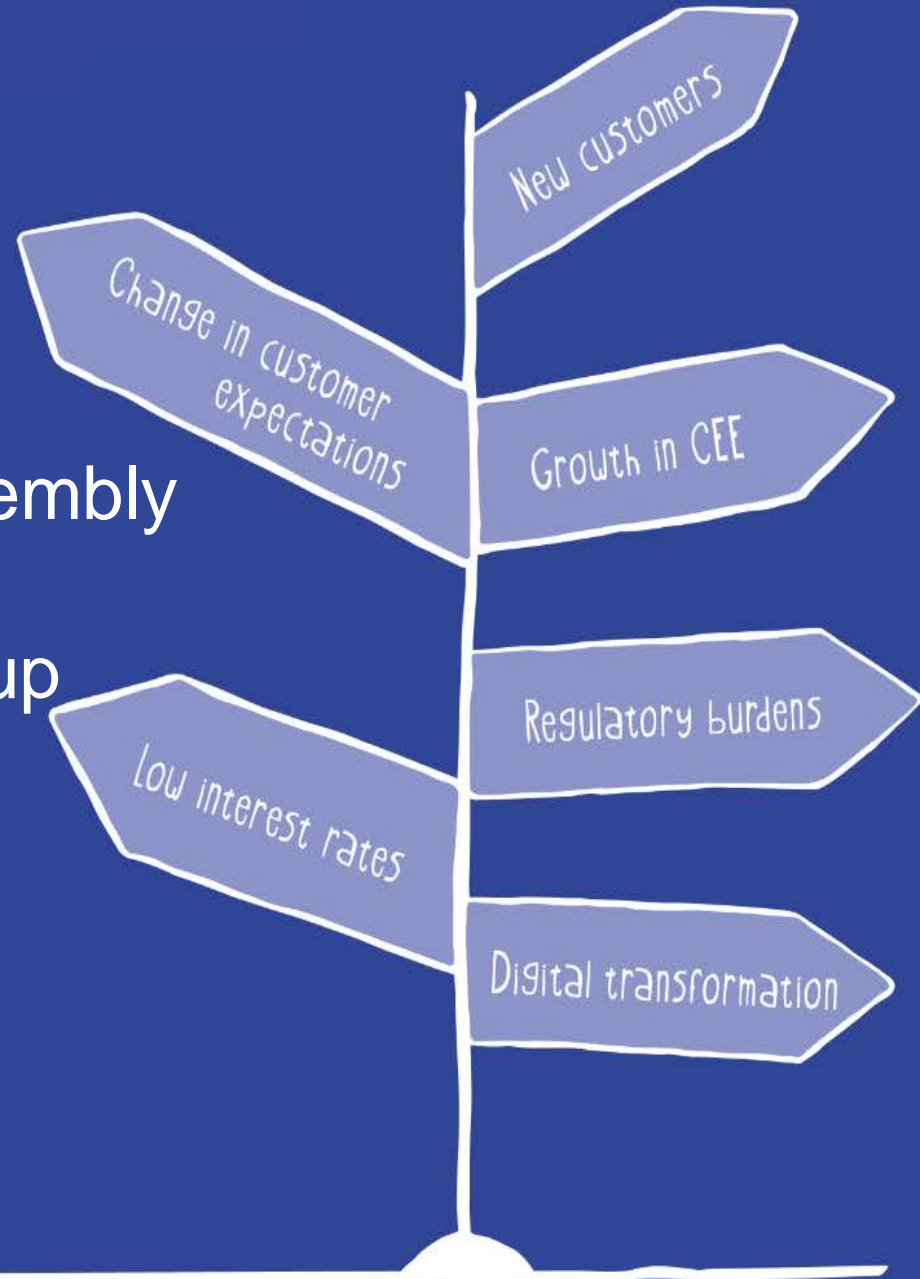 New customers
Change in customer
expectations
Growth in CEE
embly
up
Regulatory burdens
Low interest rates
Digital transformation